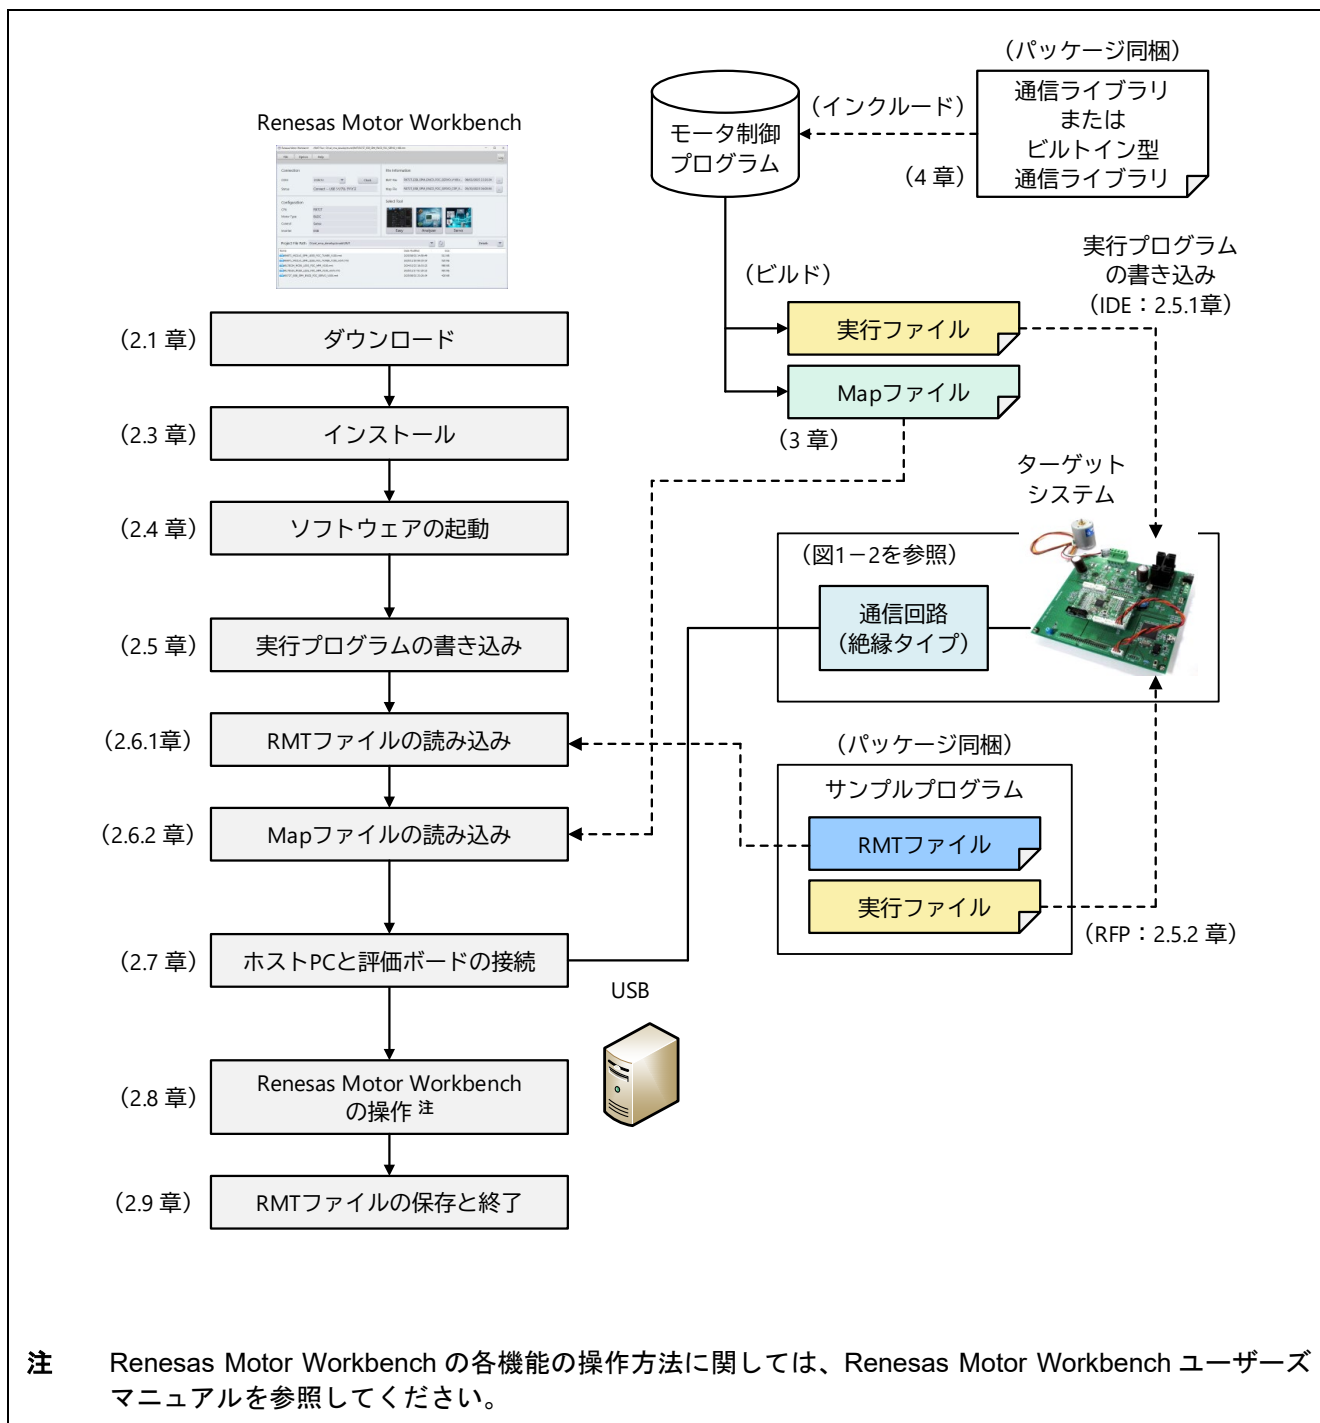 Renesas Motor Workbench
（2.1 章）
ダウンロード
（2.3 章）
インストール
（2.4 章）
ソフトウェアの起動
（2.5 章）
実行プログラムの書き込み
（2.6.1章）
RMTファイルの読み込み
（2.6.2 章）
Mapファイルの読み込み
（2.7 章）
ホストPCと評価ボードの接続
（2.8 章）
Renesas Motor Workbench
の操作 注
（2.9 章）
RMTファイルの保存と終了
USB
モータ制御
プログラム
（インクルード）
（4 章）
（パッケージ同梱）
通信ライブラリ
または
ビルトイン型
通信ライブラリ
（ビルド）
実行ファイル
Mapファイル
（3 章）
実行プログラム
の書き込み
（IDE：2.5.1章）
ターゲット
システム
（図1－2を参照）
通信回路
（絶縁タイプ）
（パッケージ同梱）
サンプルプログラム
RMTファイル
実行ファイル
（RFP：2.5.2 章）
注 Renesas Motor Workbench の各機能の操作方法に関しては、Renesas Motor Workbench ユーザーズ
マニュアルを参照してください。